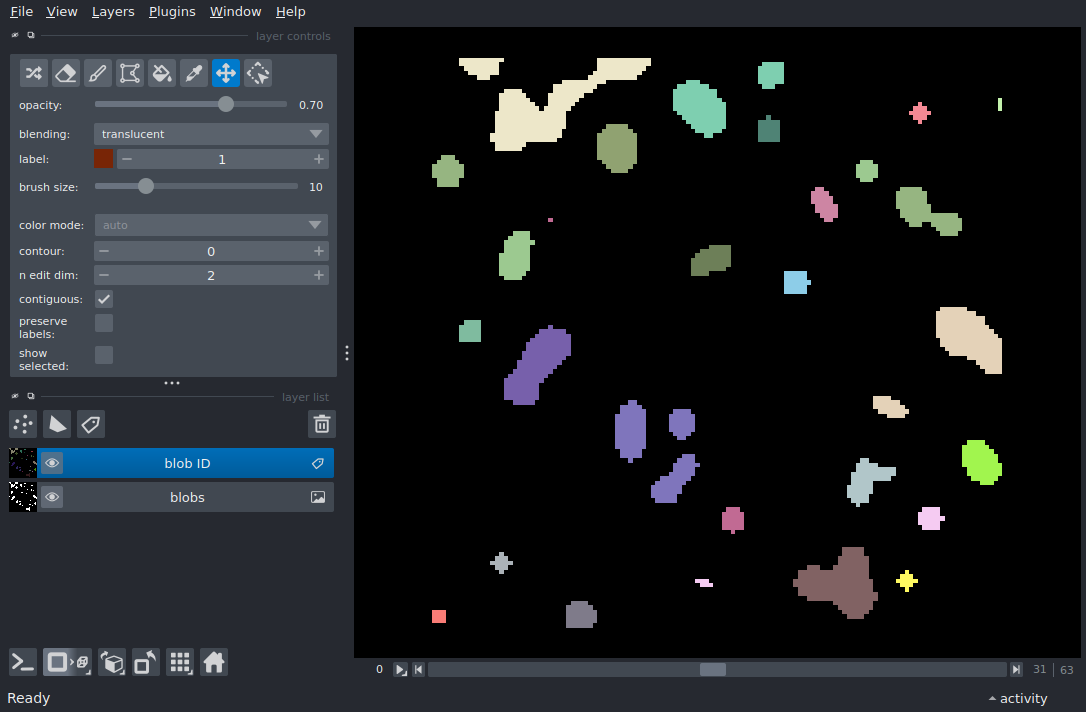 File View Layers Plugins Window Help
layer controls
opacity: 0.70
blending: translucent
label: 1
brush size: 10
color mode: auto
contour: 0
n edit dim: 2
contiguous:
preserve
labels:
show
selected:
layer list
blob ID
blobs
0 31 | 63
Ready activity